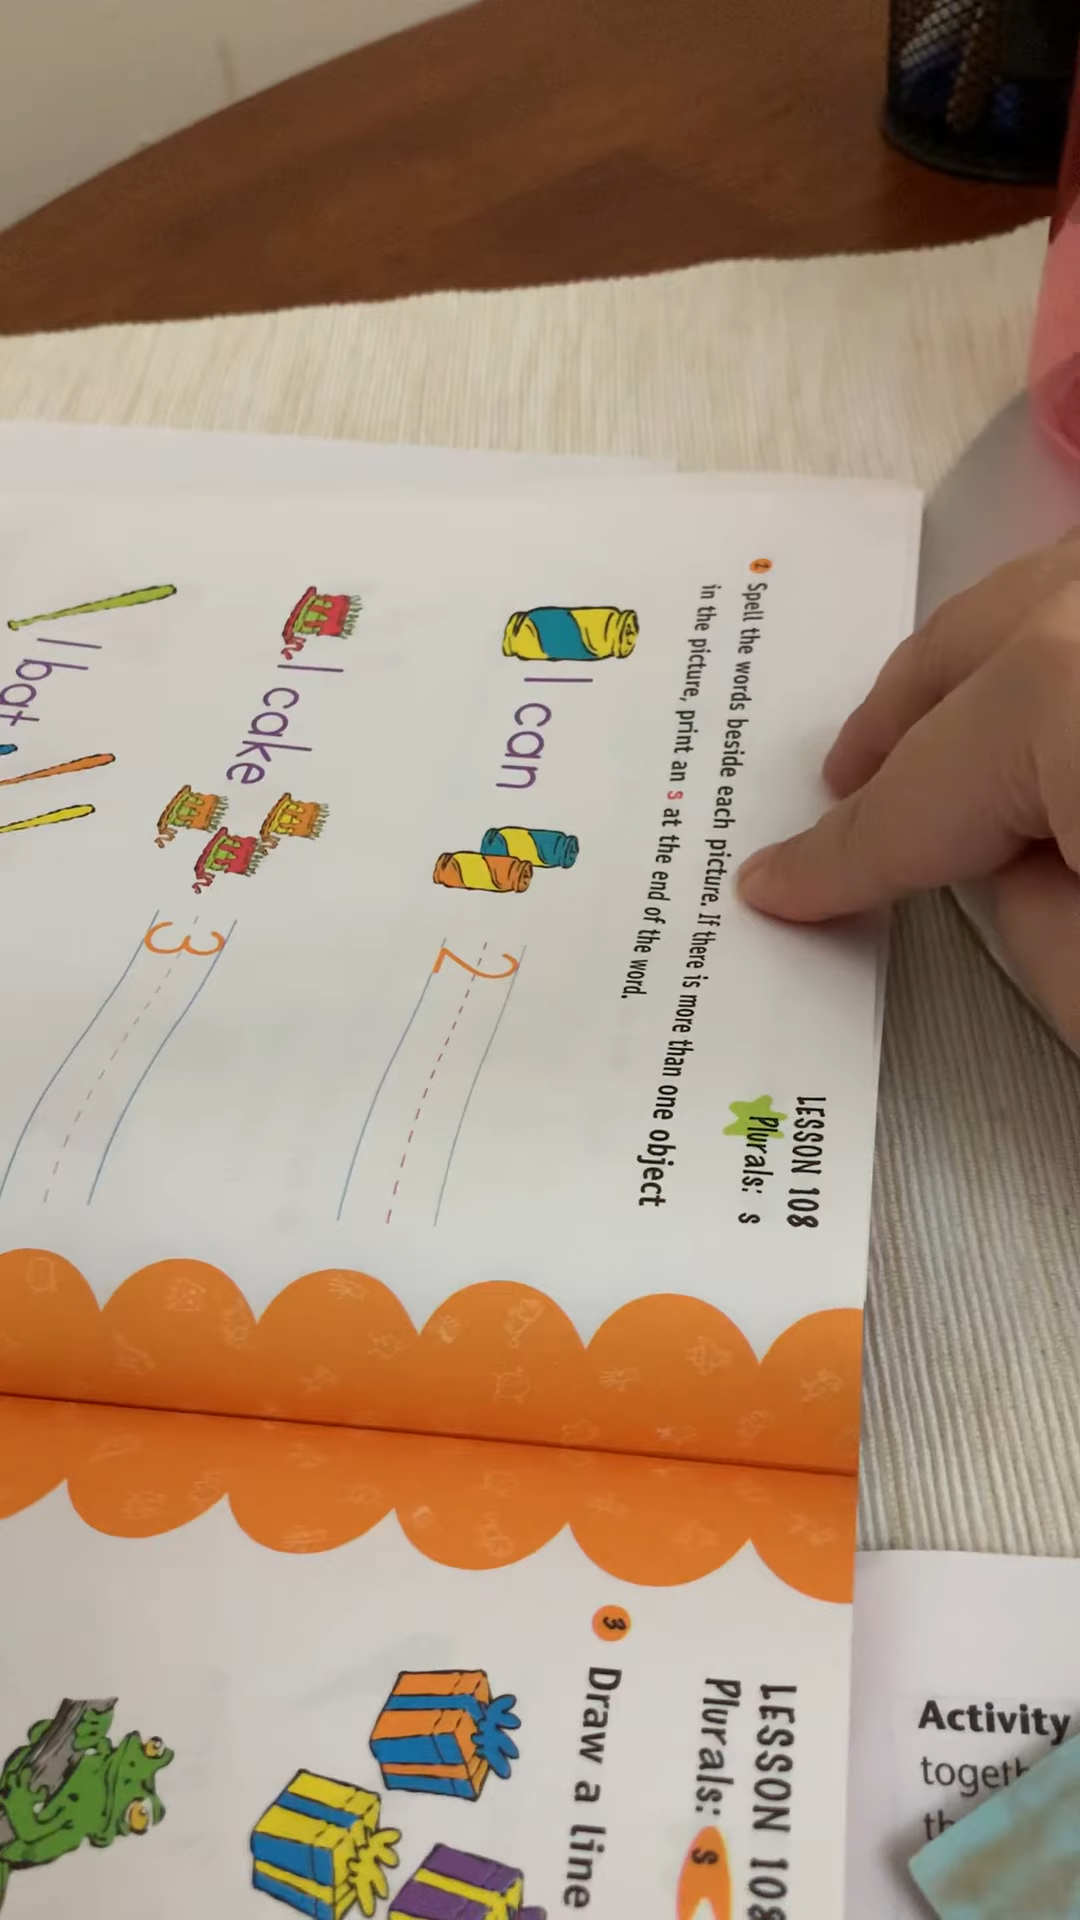 LESSON 108
Plurals: s
2 Spell the words beside each picture. If there is more than one object
in the picture, print an s at the end of the word.
1 can
2
1 cake
3
1 bat
LESSON 108
Plurals: s
3 Draw a line
Activity